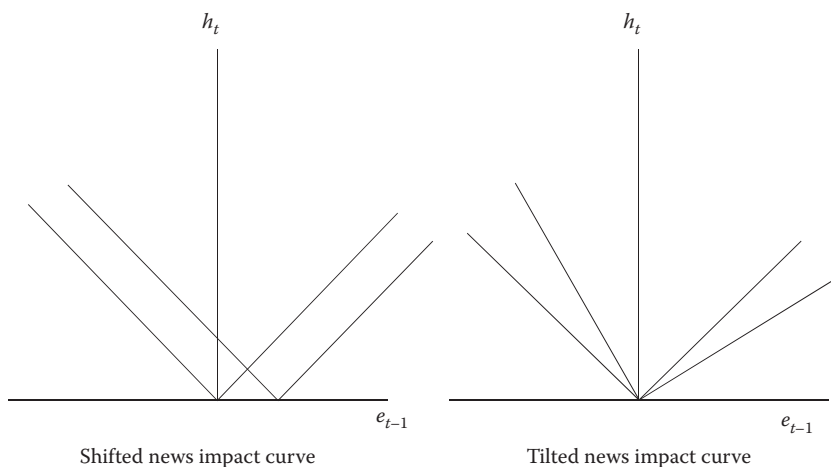 h_t
h_t
e_{t−1}
e_{t−1}
Shifted news impact curve
Tilted news impact curve